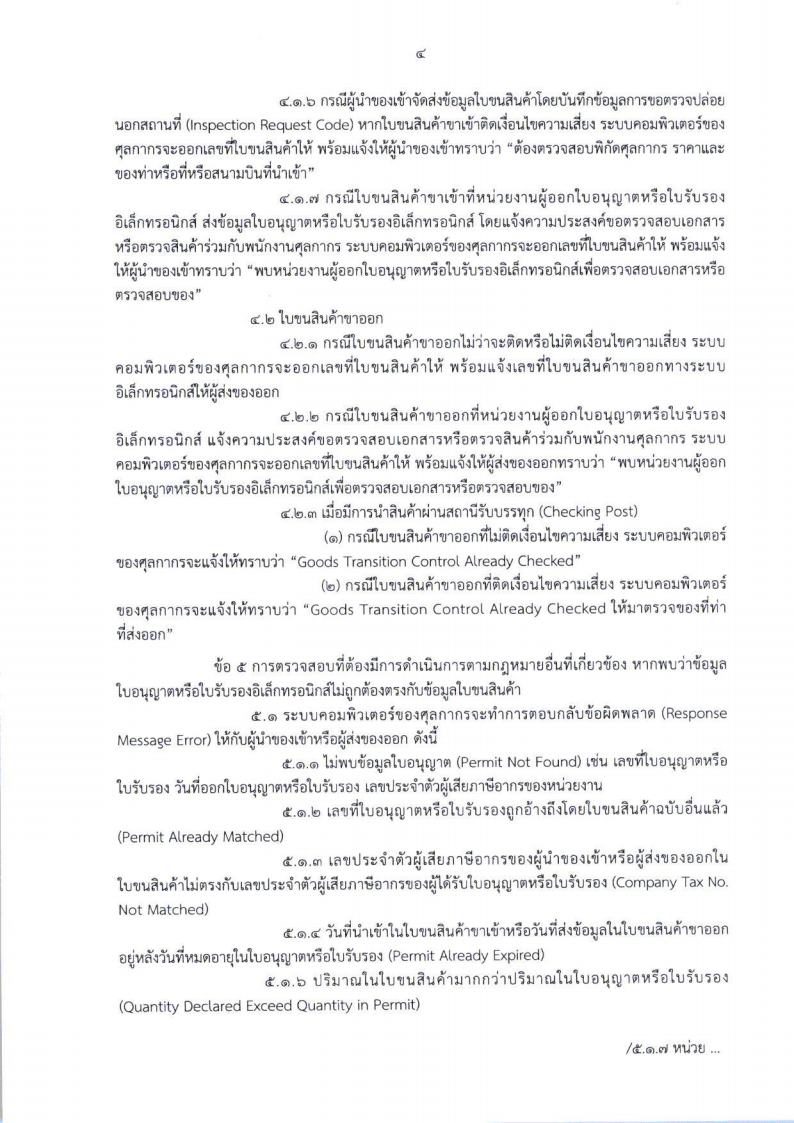 ๔
๔.๑.๖ กรณีผู้นำของเข้าจัดส่งข้อมูลใบขนสินค้าโดยบันทึกข้อมูลการขอตรวจปล่อย
นอกสถานที่ (Inspection Request Code) หากใบขนสินค้าขาเข้าติดเงื่อนไขความเสี่ยง ระบบคอมพิวเตอร์ของ
ศุลกากรจะออกเลขที่ใบขนสินค้าให้ พร้อมแจ้งให้ผู้นำของเข้าทราบว่า “ต้องตรวจสอบพิกัดศุลกากร ราคาและ
ของท่าหรือที่หรือสนามบินที่นำเข้า”
๔.๑.๗ กรณีใบขนสินค้าขาเข้าที่หน่วยงานผู้ออกใบอนุญาตหรือใบรับรอง
อิเล็กทรอนิกส์ ส่งข้อมูลใบอนุญาตหรือใบรับรองอิเล็กทรอนิกส์ โดยแจ้งความประสงค์ขอตรวจสอบเอกสาร
หรือตรวจสินค้าร่วมกับพนักงานศุลกากร ระบบคอมพิวเตอร์ของศุลกากรจะออกเลขที่ใบขนสินค้าให้ พร้อมแจ้ง
ให้ผู้นำของเข้าทราบว่า “พบหน่วยงานผู้ออกใบอนุญาตหรือใบรับรองอิเล็กทรอนิกส์เพื่อตรวจสอบเอกสารหรือ
ตรวจสอบของ”
๔.๒ ใบขนสินค้าขาออก
๔.๒.๑ กรณีใบขนสินค้าขาออกไม่ว่าจะติดหรือไม่ติดเงื่อนไขความเสี่ยง ระบบ
คอมพิวเตอร์ของศุลกากรจะออกเลขที่ใบขนสินค้าให้ พร้อมแจ้งเลขที่ใบขนสินค้าขาออกทางระบบ
อิเล็กทรอนิกส์ให้ผู้ส่งของออก
๔.๒.๒ กรณีใบขนสินค้าขาออกที่หน่วยงานผู้ออกใบอนุญาตหรือใบรับรอง
อิเล็กทรอนิกส์ แจ้งความประสงค์ขอตรวจสอบเอกสารหรือตรวจสินค้าร่วมกับพนักงานศุลกากร ระบบ
คอมพิวเตอร์ของศุลกากรจะออกเลขที่ใบขนสินค้าให้ พร้อมแจ้งให้ผู้ส่งของออกทราบว่า “พบหน่วยงานผู้ออก
ใบอนุญาตหรือใบรับรองอิเล็กทรอนิกส์เพื่อตรวจสอบเอกสารหรือตรวจสอบของ”
๔.๒.๓ เมื่อมีการนำสินค้าผ่านสถานีรับบรรทุก (Checking Post)
(๑) กรณีใบขนสินค้าขาออกที่ไม่ติดเงื่อนไขความเสี่ยง ระบบคอมพิวเตอร์
ของศุลกากรจะแจ้งให้ทราบว่า “Goods Transition Control Already Checked”
(๒) กรณีใบขนสินค้าขาออกที่ติดเงื่อนไขความเสี่ยง ระบบคอมพิวเตอร์
ของศุลกากรจะแจ้งให้ทราบว่า “Goods Transition Control Already Checked ให้มาตรวจของที่ท่า
ที่ส่งออก”
ข้อ ๕ การตรวจสอบที่ต้องมีการดำเนินการตามกฎหมายอื่นที่เกี่ยวข้อง หากพบว่าข้อมูล
ใบอนุญาตหรือใบรับรองอิเล็กทรอนิกส์ไม่ถูกต้องตรงกับข้อมูลใบขนสินค้า
๕.๑ ระบบคอมพิวเตอร์ของศุลกากรจะทำการตอบกลับข้อผิดพลาด (Response
Message Error) ให้กับผู้นำของเข้าหรือผู้ส่งของออก ดังนี้
๕.๑.๑ ไม่พบข้อมูลใบอนุญาต (Permit Not Found) เช่น เลขที่ใบอนุญาตหรือ
ใบรับรอง วันที่ออกใบอนุญาตหรือใบรับรอง เลขประจำตัวผู้เสียภาษีอากรของหน่วยงาน
๕.๑.๒ เลขที่ใบอนุญาตหรือใบรับรองถูกอ้างถึงโดยใบขนสินค้าฉบับอื่นแล้ว
(Permit Already Matched)
๕.๑.๓ เลขประจำตัวผู้เสียภาษีอากรของผู้นำของเข้าหรือผู้ส่งของออกใน
ใบขนสินค้าไม่ตรงกับเลขประจำตัวผู้เสียภาษีอากรของผู้ได้รับใบอนุญาตหรือใบรับรอง (Company Tax No.
Not Matched)
๕.๑.๔ วันที่นำเข้าในใบขนสินค้าขาเข้าหรือวันที่ส่งข้อมูลในใบขนสินค้าขาออก
อยู่หลังวันที่หมดอายุในใบอนุญาตหรือใบรับรอง (Permit Already Expired)
๕.๑.๖ ปริมาณในใบขนสินค้ามากกว่าปริมาณในใบอนุญาตหรือใบรับรอง
(Quantity Declared Exceed Quantity in Permit)
/๕.๑.๗ หน่วย ...